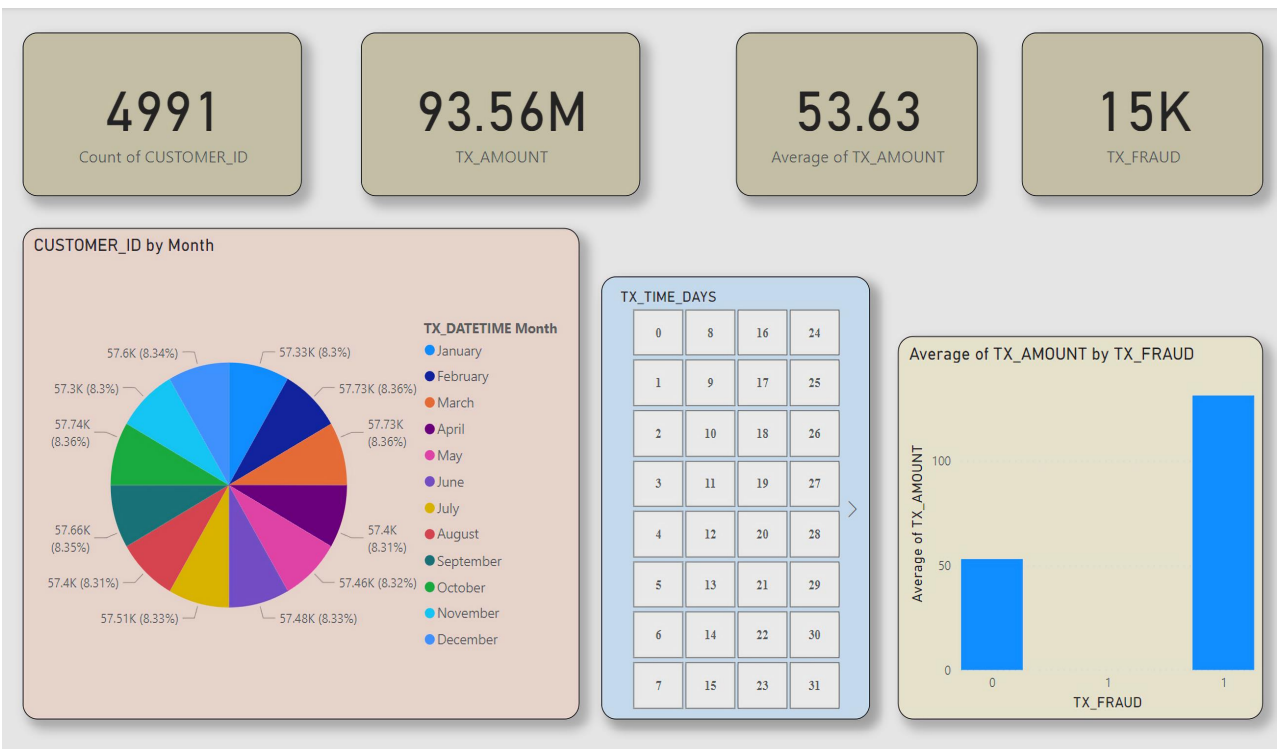 4991
Count of CUSTOMER_ID
93.56M
TX_AMOUNT
53.63
Average of TX_AMOUNT
15K
TX_FRAUD
CUSTOMER_ID by Month
57.6K (8.34%)
57.33K (8.3%)
57.3K (8.3%)
57.73K (8.36%)
57.74K
(8.36%)
57.73K
(8.36%)
57.66K
(8.35%)
57.4K
(8.31%)
57.4K (8.31%)
57.46K (8.32%)
57.51K (8.33%)
57.48K (8.33%)
TX_DATETIME Month
January
February
March
April
May
June
July
August
September
October
November
December
TX_TIME_DAYS
0 8 16 24
1 9 17 25
2 10 18 26
3 11 19 27
4 12 20 28
5 13 21 29
6 14 22 30
7 15 23 31
Average of TX_AMOUNT by TX_FRAUD
Average of TX_AMOUNT
100
50
0
0 1 1
TX_FRAUD